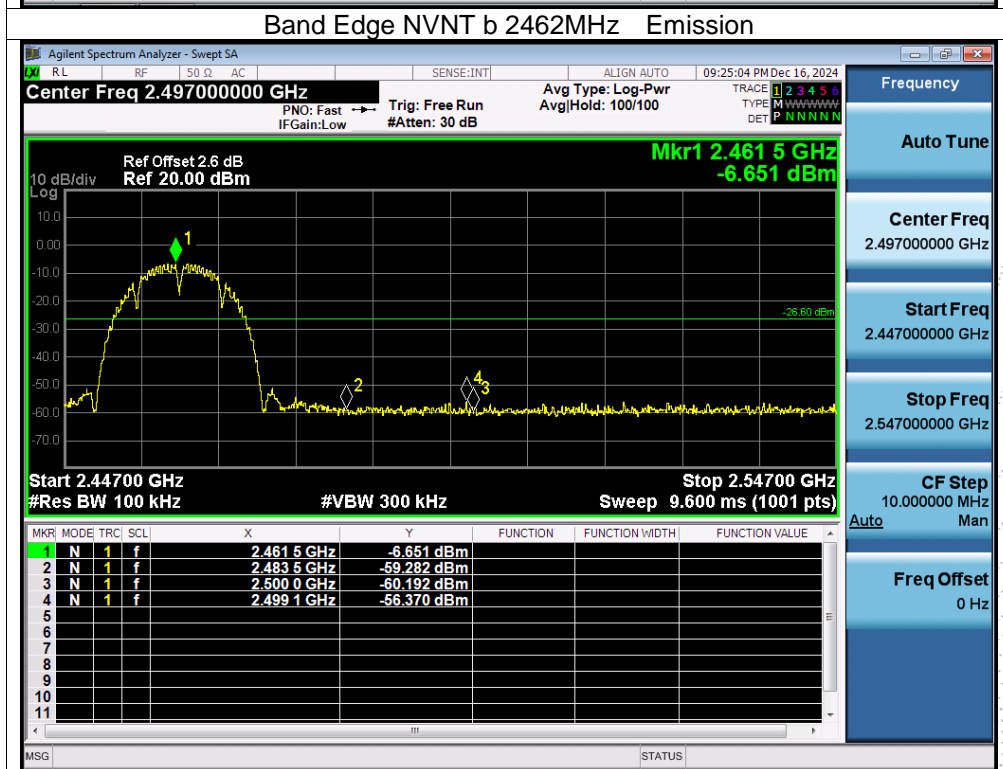 Band Edge NVNT b 2462MHz Emission
Agilent Spectrum Analyzer - Swept SA
LXI RL RF 50 Ω AC SENSE:INT ALIGN AUTO 09:25:04 PM Dec 16, 2024
Center Freq 2.497000000 GHz
PNO: Fast
IFGain:Low
Trig: Free Run
#Atten: 30 dB
Avg Type: Log-Pwr
Avg|Hold: 100/100
TRACE 1 2 3 4 5 6
TYPE M W W W W W
DET P N N N N N
Mkr1 2.461 5 GHz
-6.651 dBm
Ref Offset 2.6 dB
10 dB/div Ref 20.00 dBm
Log
10.0
0.00
-10.0
-20.0
-30.0
-40.0
-50.0
-60.0
-70.0
1
2
4
3
-26.60 dBm
Start 2.44700 GHz Stop 2.54700 GHz
#Res BW 100 kHz #VBW 300 kHz Sweep 9.600 ms (1001 pts)
MKR MODE TRC SCL X Y FUNCTION FUNCTION WIDTH FUNCTION VALUE
1 N 1 f 2.461 5 GHz -6.651 dBm
2 N 1 f 2.483 5 GHz -59.282 dBm
3 N 1 f 2.500 0 GHz -60.192 dBm
4 N 1 f 2.499 1 GHz -56.370 dBm
5
6
7
8
9
10
11
MSG STATUS
Frequency
Auto Tune
Center Freq
2.497000000 GHz
Start Freq
2.447000000 GHz
Stop Freq
2.547000000 GHz
CF Step
10.000000 MHz
Auto Man
Freq Offset
0 Hz